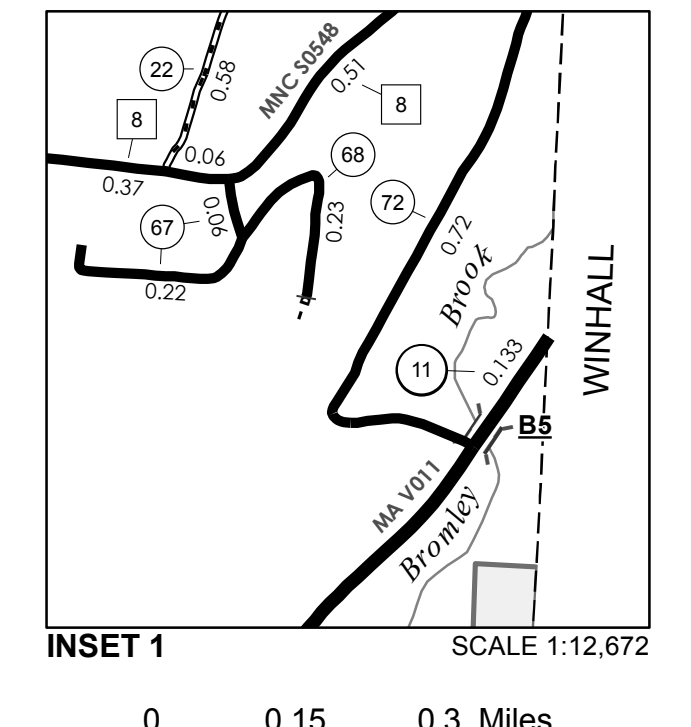 22
0.58
MNC S0548
0.51
8
8
0.06
0.37
68
0.23
72
0.72
67
0.06
0.22
Brook
WINHALL
11
0.133
B5
MA V011
Bromley
INSET 1
SCALE 1:12,672
0 0.15 0.3 Miles